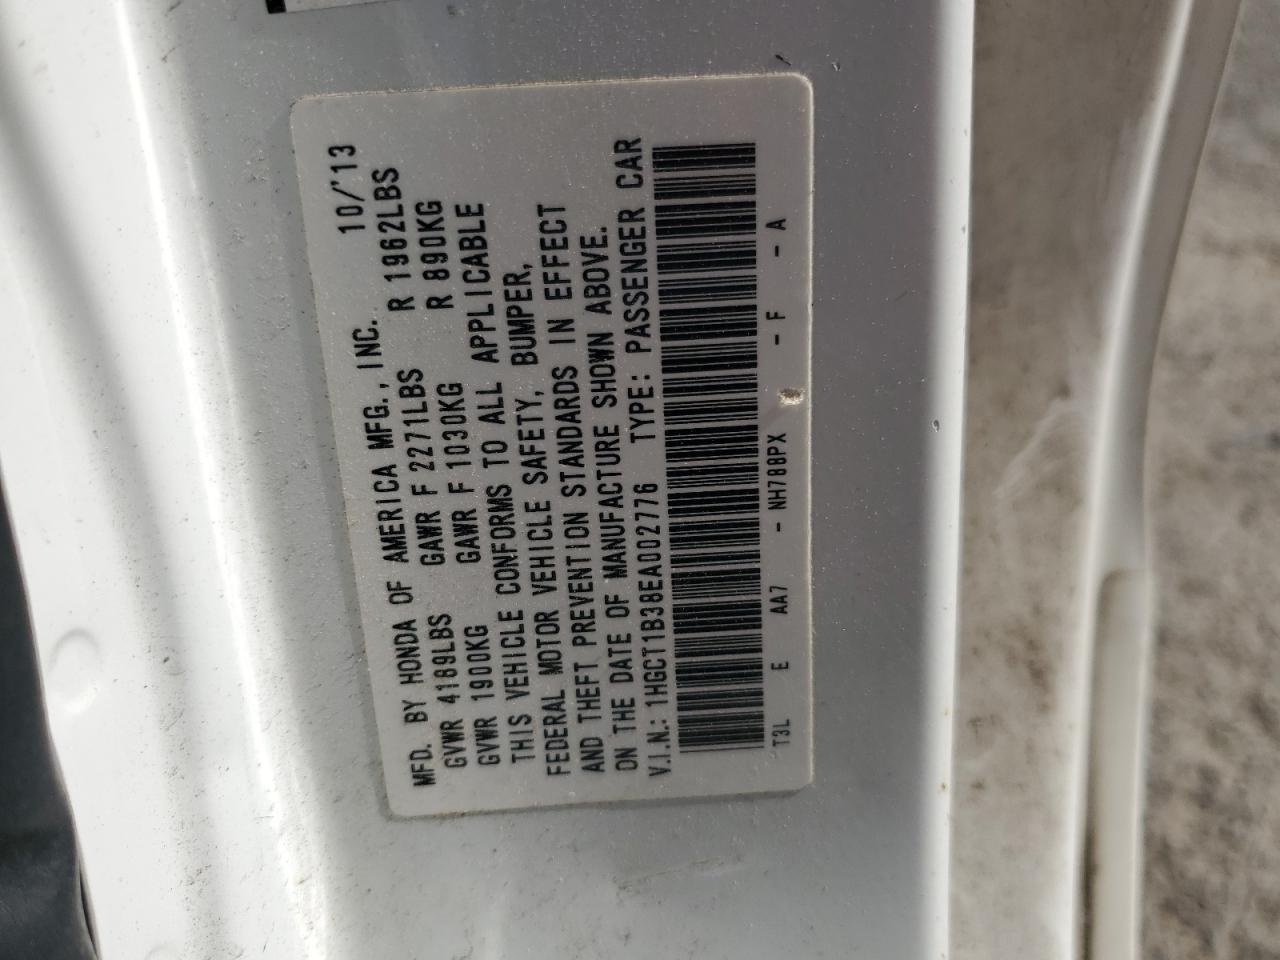 MFD. BY HONDA OF AMERICA MFG., INC. 10/'13
GVWR 4189LBS GAWR F 2271LBS R 1962LBS
GVWR 1900KG GAWR F 1030KG R 890KG
THIS VEHICLE CONFORMS TO ALL APPLICABLE
FEDERAL MOTOR VEHICLE SAFETY, BUMPER,
AND THEFT PREVENTION STANDARDS IN EFFECT
ON THE DATE OF MANUFACTURE SHOWN ABOVE.
V.I.N.: 1HGCT1B38EA002776 TYPE: PASSENGER CAR
T3L E AA7 - NH788PX - F - A